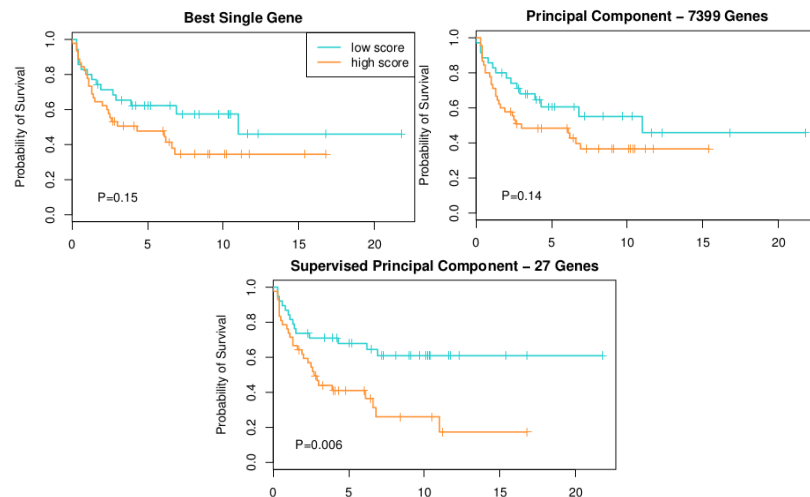 Best Single Gene
low score
high score
Probability of Survival
0.0 0.2 0.4 0.6 0.8 1.0
P=0.15
0 5 10 15 20
Principal Component − 7399 Genes
Probability of Survival
0.0 0.2 0.4 0.6 0.8 1.0
P=0.14
0 5 10 15 20
Supervised Principal Component − 27 Genes
Probability of Survival
0.0 0.2 0.4 0.6 0.8 1.0
P=0.006
0 5 10 15 20